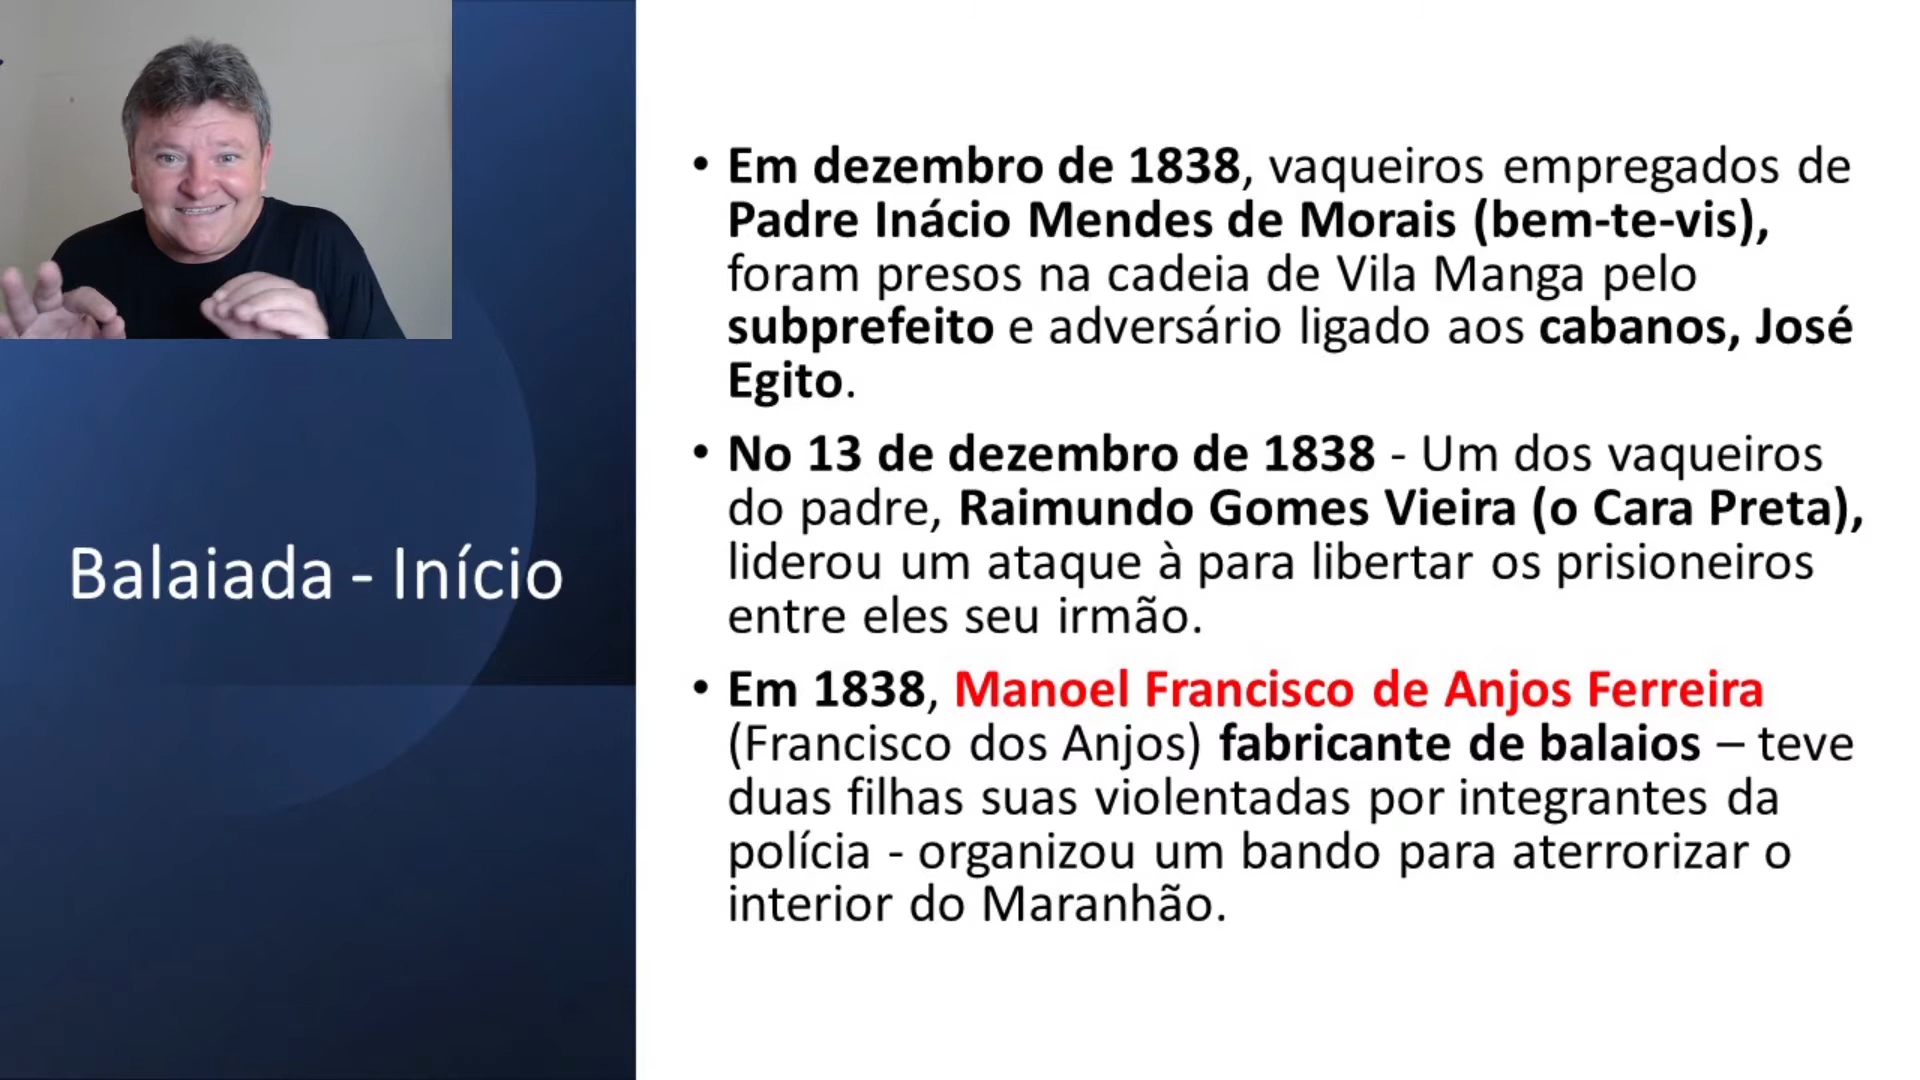 Balaiada - Início
• Em dezembro de 1838, vaqueiros empregados de
Padre Inácio Mendes de Morais (bem-te-vis),
foram presos na cadeia de Vila Manga pelo
subprefeito e adversário ligado aos cabanos, José
Egito.
• No 13 de dezembro de 1838 - Um dos vaqueiros
do padre, Raimundo Gomes Vieira (o Cara Preta),
liderou um ataque à para libertar os prisioneiros
entre eles seu irmão.
• Em 1838, Manoel Francisco de Anjos Ferreira
(Francisco dos Anjos) fabricante de balaios – teve
duas filhas suas violentadas por integrantes da
polícia - organizou um bando para aterrorizar o
interior do Maranhão.